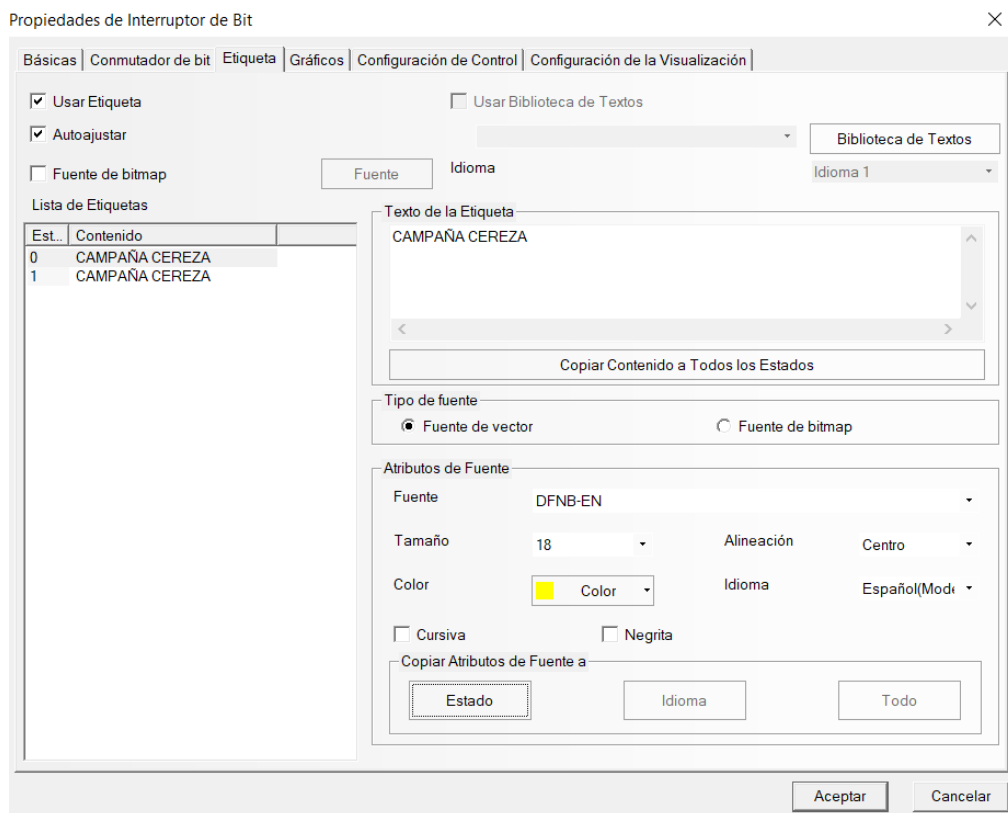 Propiedades de Interruptor de Bit
Básicas Conmutador de bit Etiqueta Gráficos Configuración de Control Configuración de la Visualización
Usar Etiqueta
Usar Biblioteca de Textos
Autoajustar
Biblioteca de Textos
Fuente de bitmap
Fuente
Idioma
Idioma 1
Lista de Etiquetas
Est... Contenido
0 CAMPAÑA CEREZA
1 CAMPAÑA CEREZA
Texto de la Etiqueta
CAMPAÑA CEREZA
Copiar Contenido a Todos los Estados
Tipo de fuente
Fuente de vector
Fuente de bitmap
Atributos de Fuente
Fuente DFNB-EN
Tamaño 18 Alineación Centro
Color Color Idioma Español(Mode
Cursiva Negrita
Copiar Atributos de Fuente a
Estado Idioma Todo
Aceptar Cancelar